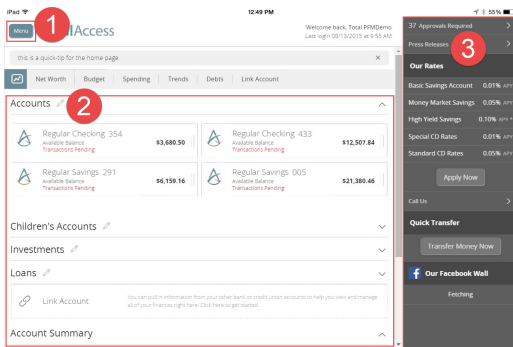 iPad
12:49 PM
55%
1
Menu
lAccess
Welcome back, Total PFMDemo
Last login 08/13/2015 at 9:55 AM
this is a quick-tip for the home page
×
Net Worth
Budget
Spending
Trends
Debts
Link Account
2
Accounts
Regular Checking 354
Available Balance
Transactions Pending
$3,680.50
Regular Checking 433
Available Balance
Transactions Pending
$12,507.84
Regular Savings 291
Available Balance
Transactions Pending
$6,159.16
Regular Savings 005
Available Balance
Transactions Pending
$21,380.46
Children's Accounts
Investments
Loans
Link Account
You can pull in information from your other bank or credit union accounts to help you view and manage
all of your finances right here. Click here to get started.
Account Summary
37 Approvals Required
Press Releases
3
Our Rates
Basic Savings Account 0.01% APY
Money Market Savings 0.05% APY
High Yield Savings 0.10% APY *
Special CD Rates 0.01% APY
Standard CD Rates 0.05% APY
Apply Now
Call Us
Quick Transfer
Transfer Money Now
f Our Facebook Wall
Fetching